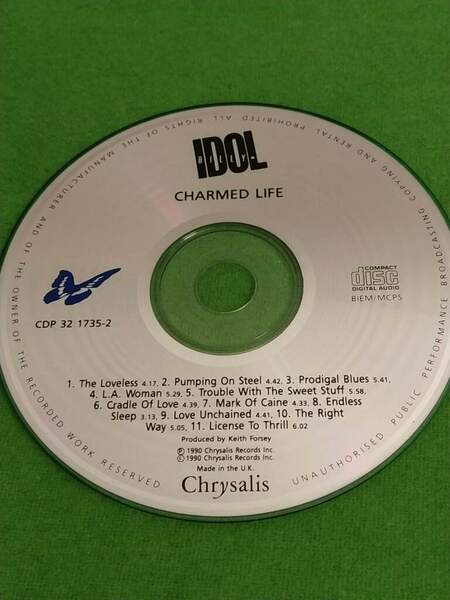 IDOL
BILLY
CHARMED LIFE
COMPACT
disc
DIGITAL AUDIO
BIEM/MCPS
CDP 32 1735-2
1. The Loveless 4.17, 2. Pumping On Steel 4.42, 3. Prodigal Blues 5.41,
4. L.A. Woman 5.29, 5. Trouble With The Sweet Stuff 5.58,
6. Cradle Of Love 4.39, 7. Mark Of Caine 4.33, 8. Endless
Sleep 3.13, 9. Love Unchained 4.41, 10. The Right
Way 5.05, 11. License To Thrill 6.02
Produced by Keith Forsey
℗ 1990 Chrysalis Records Inc.
© 1990 Chrysalis Records Inc.
Made in the U.K.
Chrysalis
ALL RIGHTS OF THE MANUFACTURER AND OF THE OWNER OF THE RECORDED WORK RESERVED
UNAUTHORISED PUBLIC PERFORMANCE BROADCASTING COPYING AND RENTAL PROHIBITED